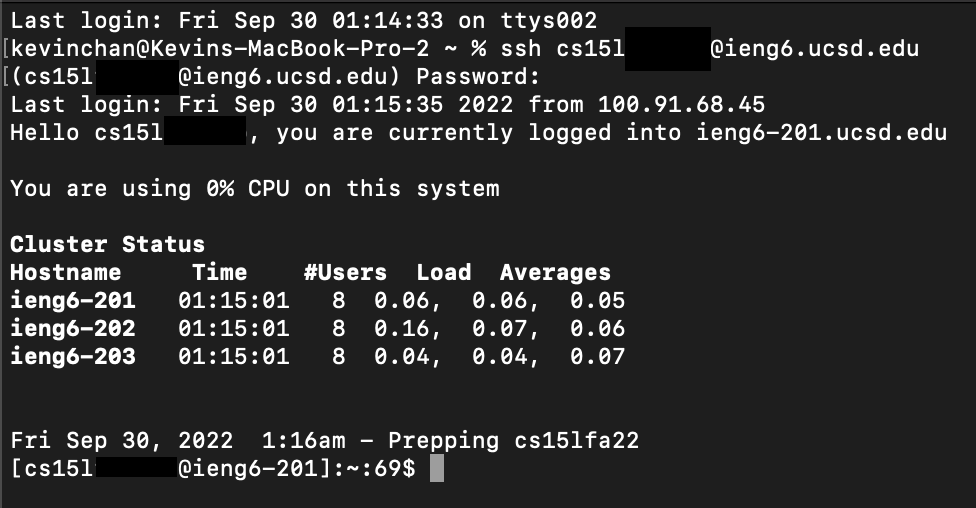 Last login: Fri Sep 30 01:14:33 on ttys002
[kevinchan@Kevins-MacBook-Pro-2 ~ % ssh cs15l @ieng6.ucsd.edu
[(cs15l @ieng6.ucsd.edu) Password:
Last login: Fri Sep 30 01:15:35 2022 from 100.91.68.45
Hello cs15l , you are currently logged into ieng6-201.ucsd.edu
You are using 0% CPU on this system
Cluster Status
Hostname Time #Users Load Averages
ieng6-201 01:15:01 8 0.06, 0.06, 0.05
ieng6-202 01:15:01 8 0.16, 0.07, 0.06
ieng6-203 01:15:01 8 0.04, 0.04, 0.07
Fri Sep 30, 2022 1:16am - Prepping cs15lfa22
[cs15l @ieng6-201]:~:69$